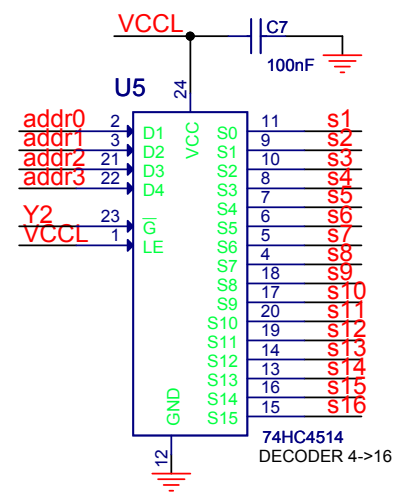 VCCL
C7
100nF
U5
24
VCC
addr0 2 D1 S0 11 s1
addr1 3 D2 S1 9 s2
addr2 21 D3 S2 10 s3
addr3 22 D4 S3 8 s4
S4 7 s5
Y2 23 G S5 6 s6
VCCL 1 LE S6 5 s7
S7 4 s8
S8 18 s9
S9 17 s10
S10 20 s11
S11 19 s12
S12 14 s13
S13 13 s14
S14 16 s15
S15 15 s16
GND
12
74HC4514
DECODER 4->16